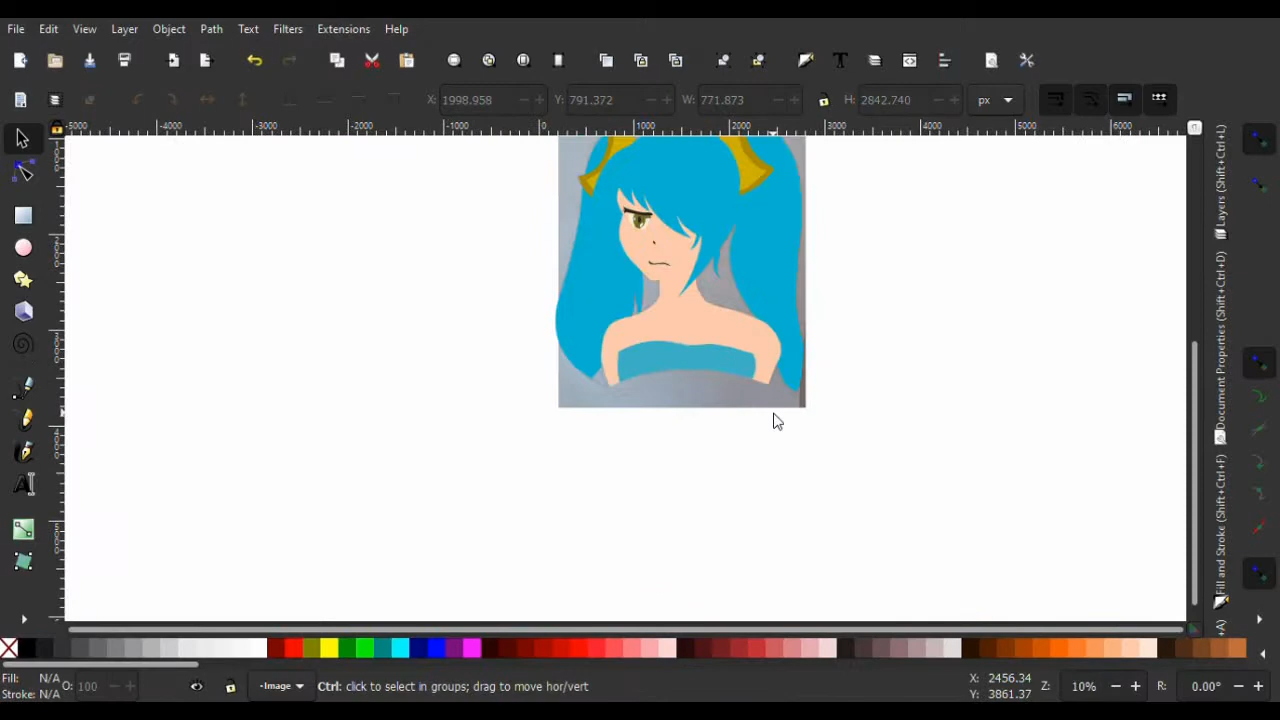 File Edit View Layer Object Path Text Filters Extensions Help
X: 1998.958 Y: 791.372 W: 771.873 H: 2842.740 px
-5000 -4000 -3000 -2000 -1000 0 1000 2000 3000 4000 5000 6000
Layers (Shift+Ctrl+L)
Document Properties (Shift+Ctrl+D)
Fill and Stroke (Shift+Ctrl+F)
+A)
Fill: N/A
Stroke: N/A
O: 100
-Image
Ctrl: click to select in groups; drag to move hor/vert
X: 2456.34
Y: 3861.37
Z: 10%
R: 0.00°